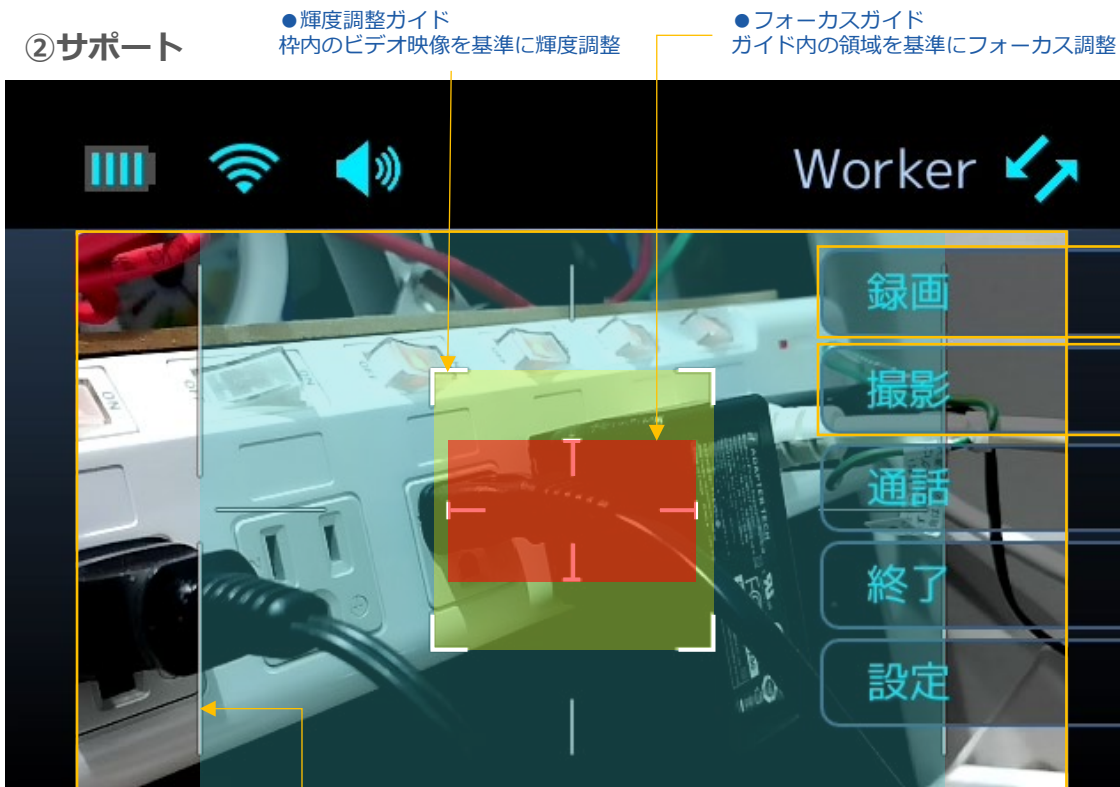 ②サポート
●輝度調整ガイド
枠内のビデオ映像を基準に輝度調整
●フォーカスガイド
ガイド内の領域を基準にフォーカス調整
Worker
録画
撮影
通話
終了
設定
ON
OFF
ON